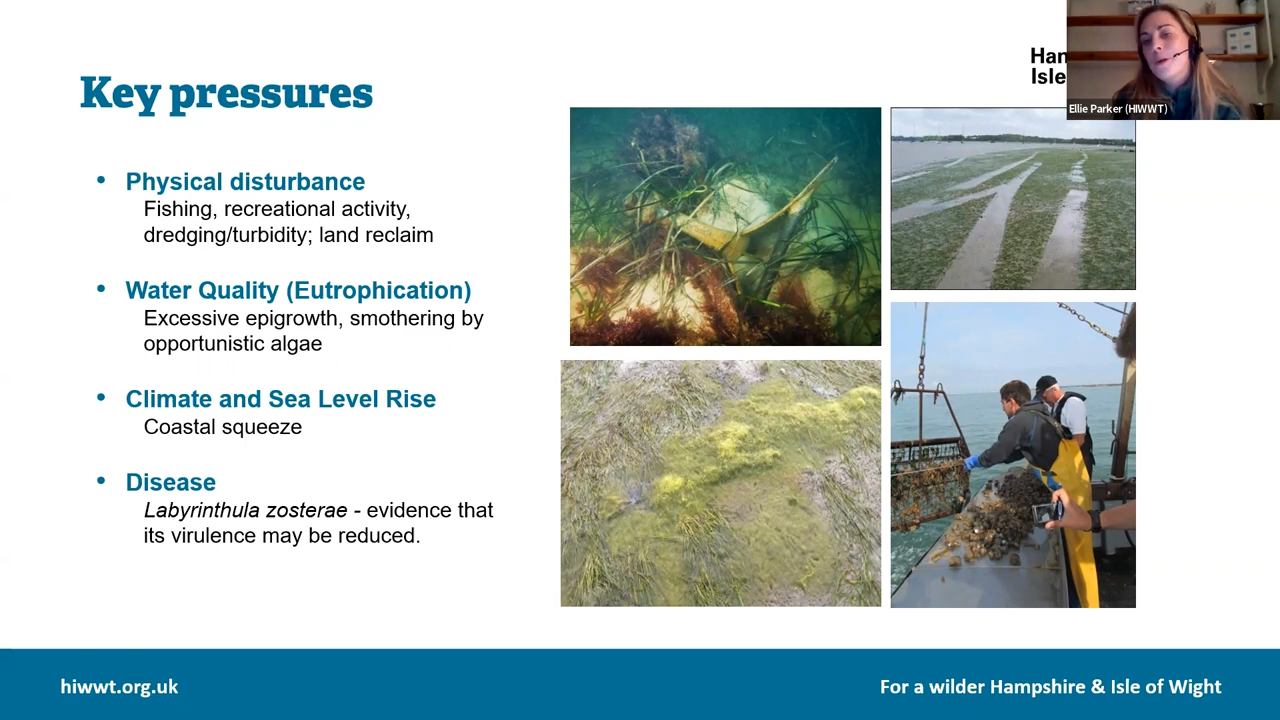 Key pressures
Han
Isle
Ellie Parker (HIWWT)
• Physical disturbance
Fishing, recreational activity,
dredging/turbidity; land reclaim
• Water Quality (Eutrophication)
Excessive epigrowth, smothering by
opportunistic algae
• Climate and Sea Level Rise
Coastal squeeze
• Disease
Labyrinthula zosterae - evidence that
its virulence may be reduced.
hiwwt.org.uk
For a wilder Hampshire & Isle of Wight